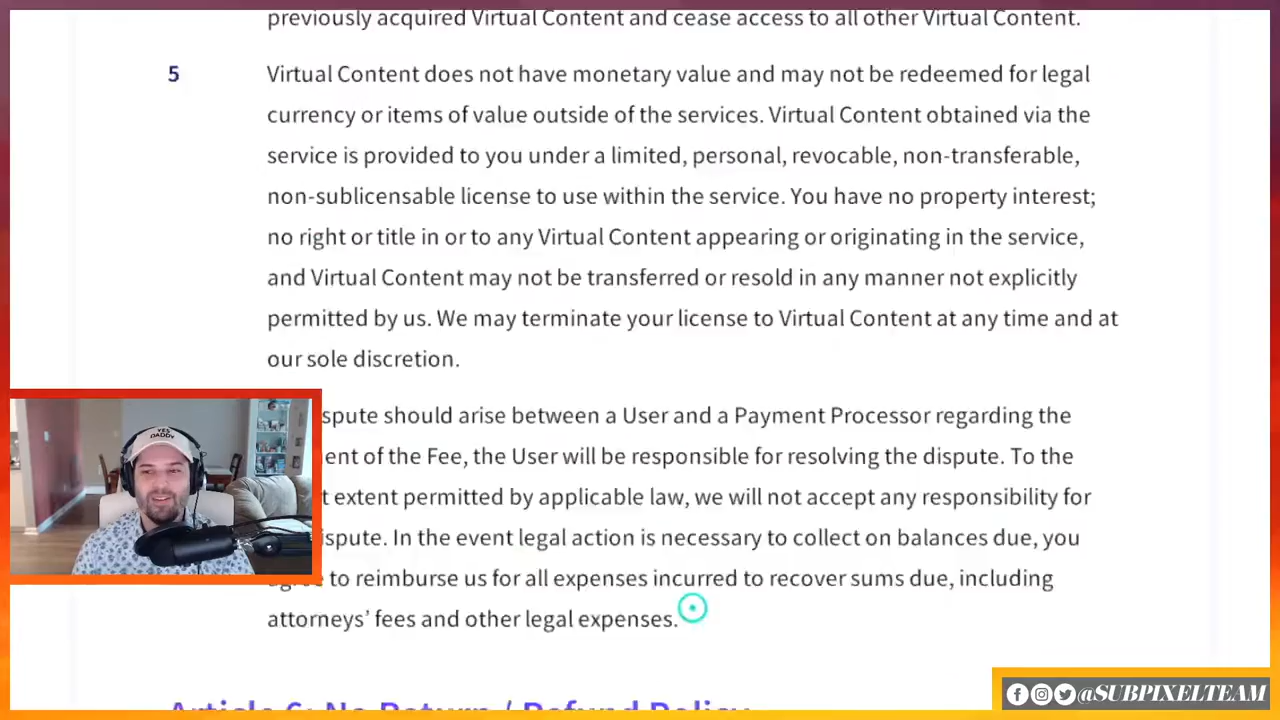 previously acquired Virtual Content and cease access to all other Virtual Content.
5
Virtual Content does not have monetary value and may not be redeemed for legal
currency or items of value outside of the services. Virtual Content obtained via the
service is provided to you under a limited, personal, revocable, non-transferable,
non-sublicensable license to use within the service. You have no property interest;
no right or title in or to any Virtual Content appearing or originating in the service,
and Virtual Content may not be transferred or resold in any manner not explicitly
permitted by us. We may terminate your license to Virtual Content at any time and at
our sole discretion.
spute should arise between a User and a Payment Processor regarding the
ent of the Fee, the User will be responsible for resolving the dispute. To the
t extent permitted by applicable law, we will not accept any responsibility for
ispute. In the event legal action is necessary to collect on balances due, you
agree to reimburse us for all expenses incurred to recover sums due, including
attorneys’ fees and other legal expenses.
Article 6: No Return / Refund Policy
YES DADDY
@SUBPIXELTEAM